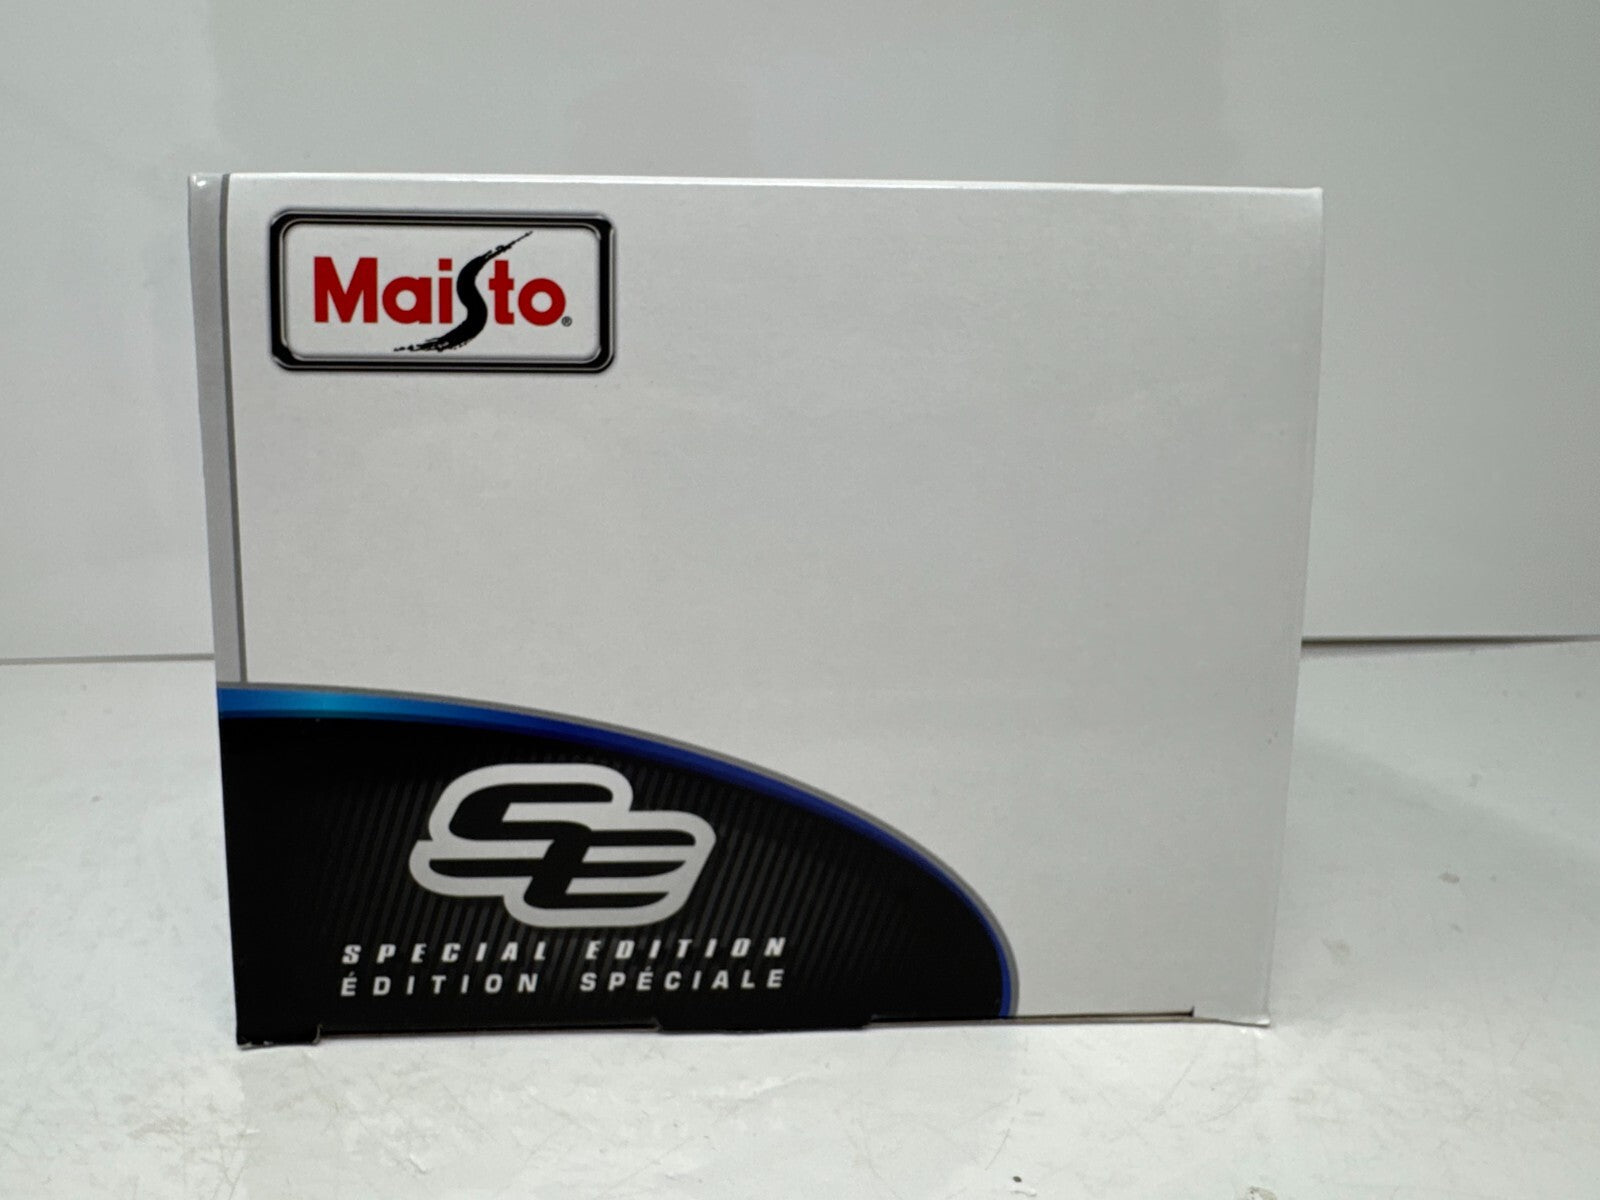 Maisto®
SE
SPECIAL EDITION
ÉDITION SPÉCIALE